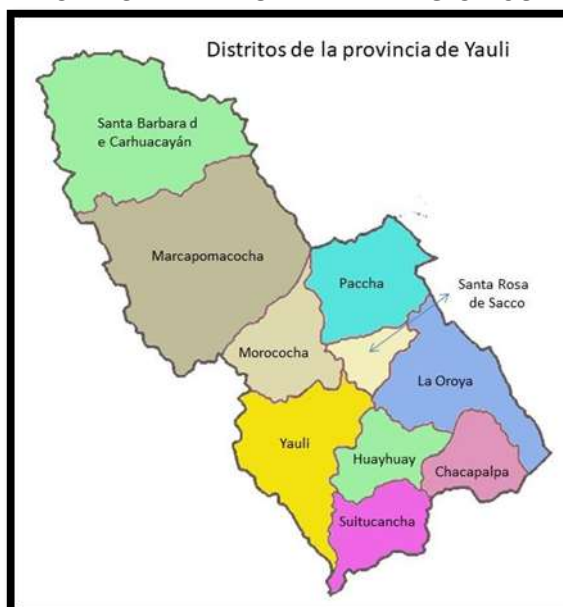 Distritos de la provincia de Yauli
Santa Barbara d
e Carhuacayán
Marcapomacocha
Paccha
Santa Rosa
de Sacco
Morococha
La Oroya
Yauli
Huayhuay
Chacapalpa
Suitucancha